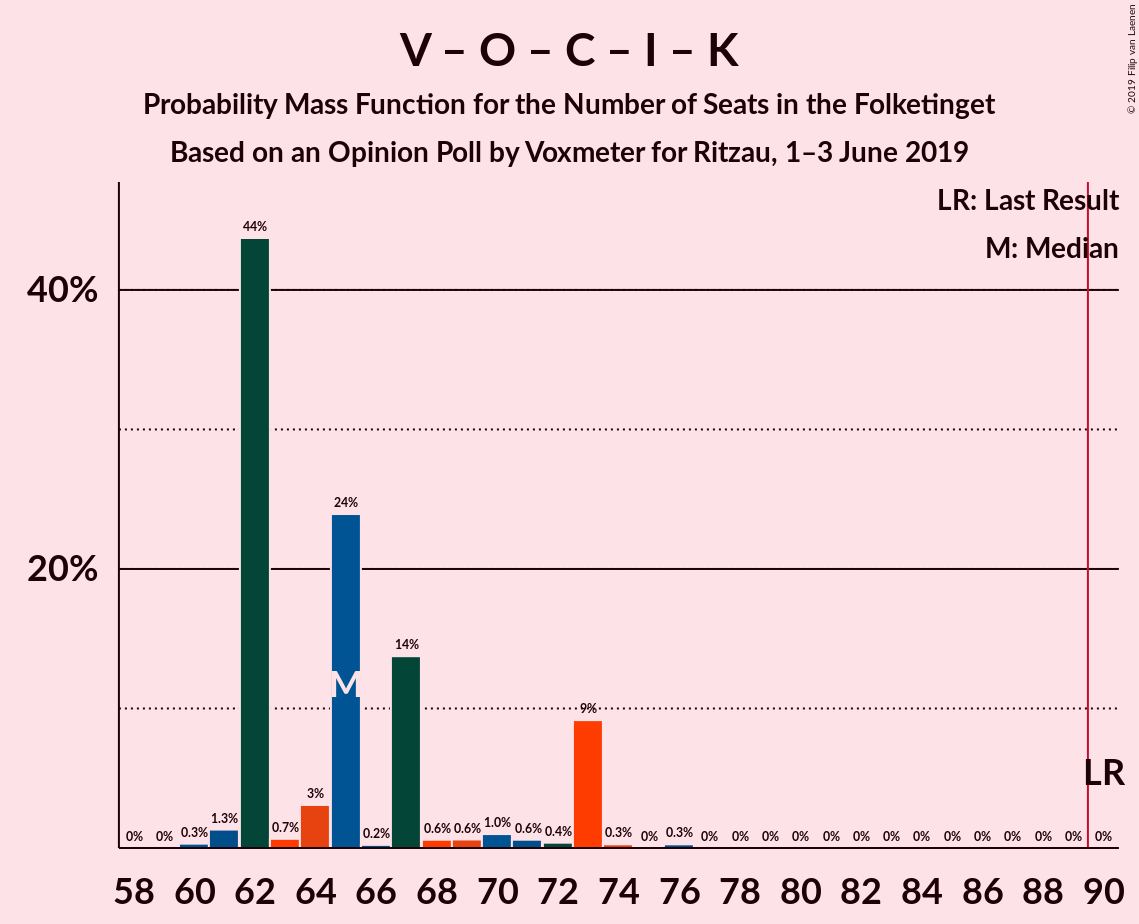 V – O – C – I – K
Probability Mass Function for the Number of Seats in the Folketinget
Based on an Opinion Poll by Voxmeter for Ritzau, 1–3 June 2019
© 2019 Filip van Laenen
LR: Last Result
M: Median
40%
20%
0% 0% 0.3% 1.3% 44% 0.7% 3% 24% 0.2% 14% 0.6% 0.6% 1.0% 0.6% 0.4% 9% 0.3% 0% 0.3% 0% 0% 0% 0% 0% 0% 0% 0% 0% 0% 0% 0% 0% 0%
M
LR
58 60 62 64 66 68 70 72 74 76 78 80 82 84 86 88 90